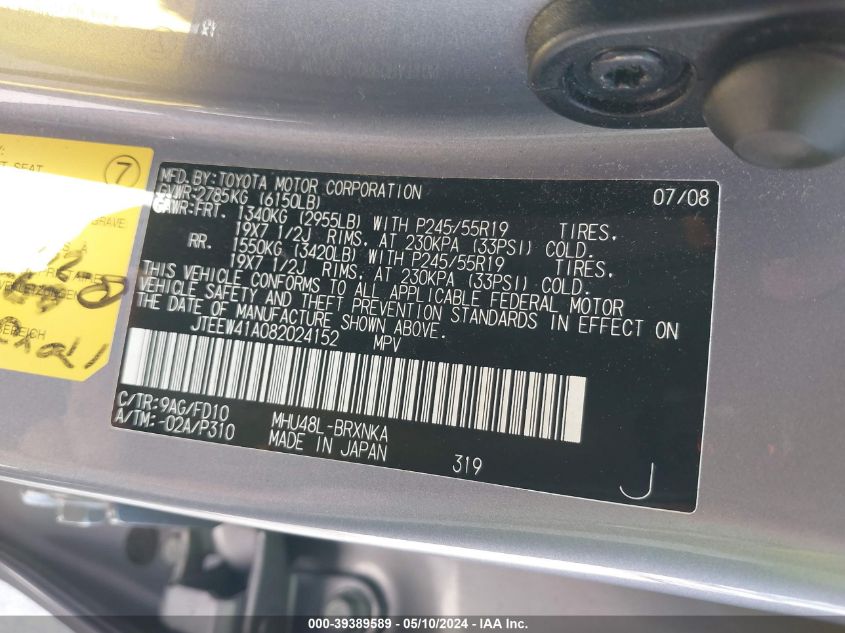 7
T SEAT
GRAVE
BEREICH
MFD.BY:TOYOTA MOTOR CORPORATION 07/08
GVWR:2785KG (6150LB)
GAWR:FRT. 1340KG (2955LB) WITH P245/55R19 TIRES,
19X7 1/2J RIMS, AT 230KPA (33PSI) COLD.
RR. 1550KG (3420LB) WITH P245/55R19 TIRES,
19X7 1/2J RIMS, AT 230KPA (33PSI) COLD.
THIS VEHICLE CONFORMS TO ALL APPLICABLE FEDERAL MOTOR
VEHICLE SAFETY AND THEFT PREVENTION STANDARDS IN EFFECT ON
THE DATE OF MANUFACTURE SHOWN ABOVE.
JTEEW41A082024152 MPV
C/TR:9AG/FD10 MHU48L-BRXNKA
A/TM:-02A/P310 MADE IN JAPAN
319 J
000-39389589 - 05/10/2024 - IAA Inc.